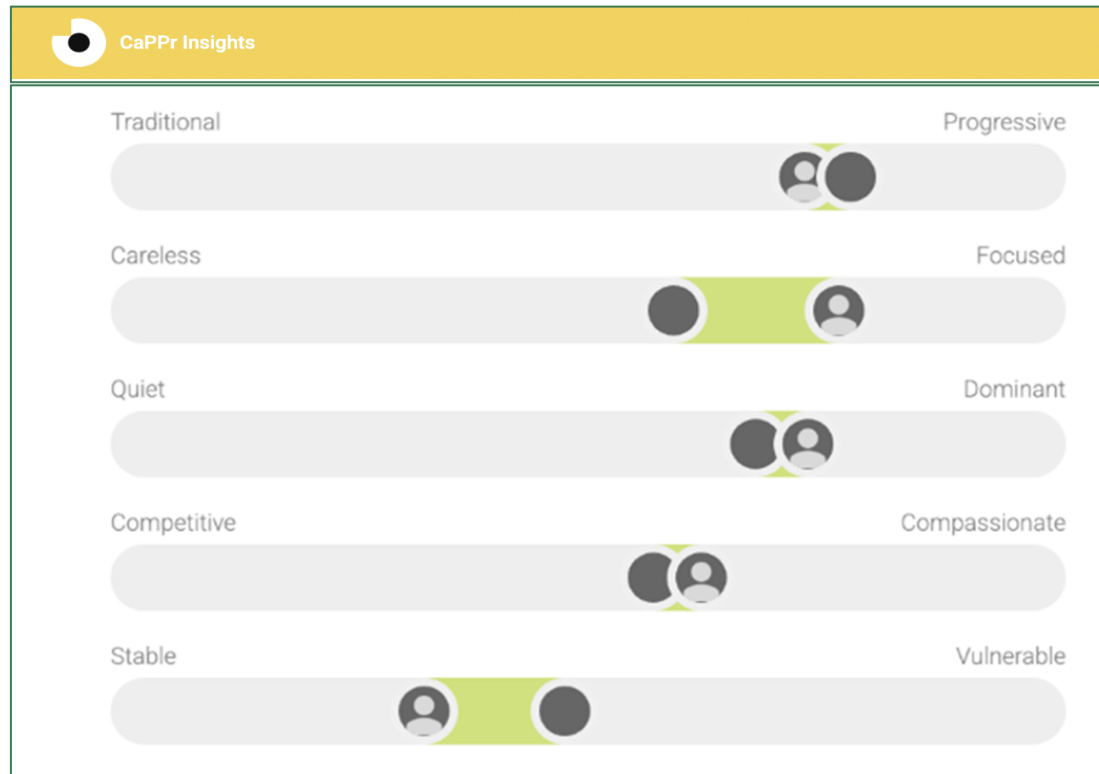 CaPPr Insights
Traditional Progressive
Careless Focused
Quiet Dominant
Competitive Compassionate
Stable Vulnerable